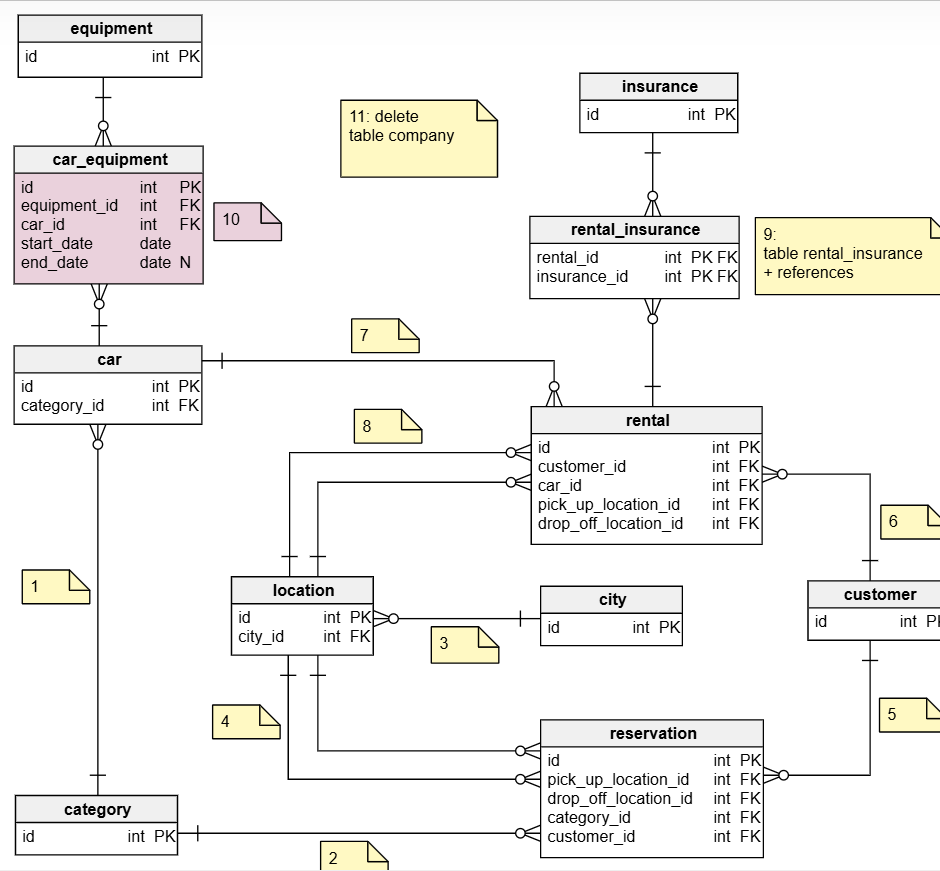 equipment
id int PK
car_equipment
id int PK
equipment_id int FK
car_id int FK
start_date date
end_date date N
10
11: delete
table company
insurance
id int PK
rental_insurance
rental_id int PK FK
insurance_id int PK FK
9:
table rental_insurance
+ references
car
id int PK
category_id int FK
7
8
rental
id int PK
customer_id int FK
car_id int FK
pick_up_location_id int FK
drop_off_location_id int FK
6
1
location
id int PK
city_id int FK
3
city
id int PK
customer
id int PK
4
5
reservation
id int PK
pick_up_location_id int FK
drop_off_location_id int FK
category_id int FK
customer_id int FK
category
id int PK
2